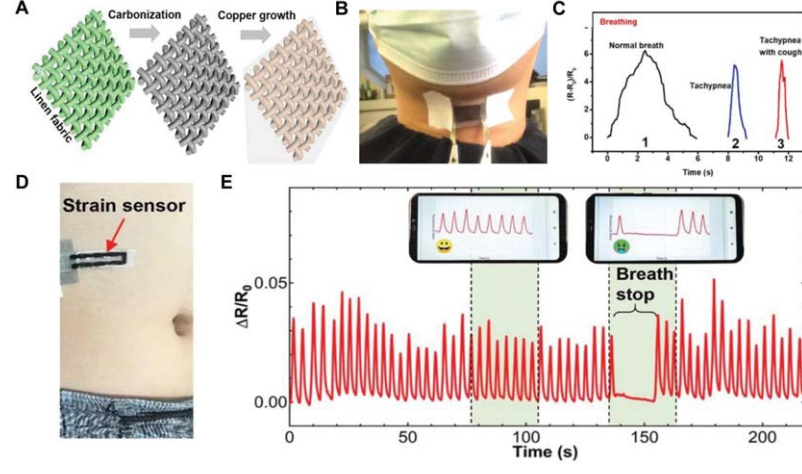 A
Carbonization
Copper growth
Linen fabric
B
C
Breathing
(R-R₀)/R₀
Normal breath
Tachypnea
Tachypnea
with cough
1
2
3
0
2
4
6
8
10
12
Time (s)
D
Strain sensor
E
ΔR/R₀
0.05
0.00
Breath
stop
0
50
100
150
200
Time (s)